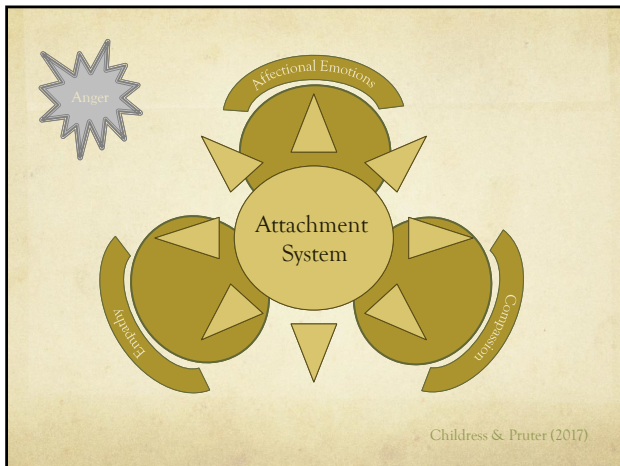 Affectional Emotions
Anger
Attachment
System
Empathy
Compassion
Childress & Pruter (2017)